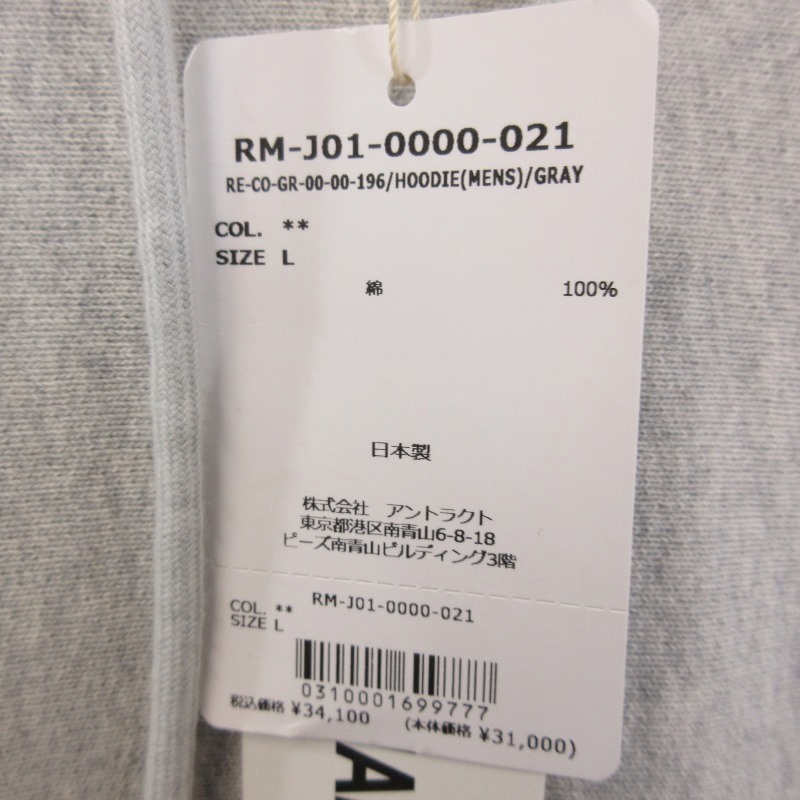 RM-J01-0000-021
RE-CO-GR-00-00-196/HOODIE(MENS)/GRAY
COL. **
SIZE L
綿 100%
日本製
株式会社 アントラクト
東京都港区南青山6-8-18
ピーズ南青山ビルディング3階
COL. ** RM-J01-0000-021
SIZE L
0310001699777
税込価格 ¥34,100 (本体価格 ¥31,000)